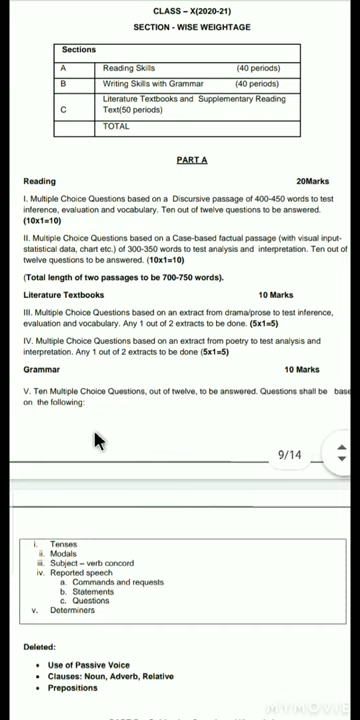 CLASS – X(2020-21)
SECTION - WISE WEIGHTAGE
Sections
A Reading Skills (40 periods)
B Writing Skills with Grammar (40 periods)
C Literature Textbooks and Supplementary Reading
Text(50 periods)
TOTAL
PART A
Reading 20Marks
I. Multiple Choice Questions based on a Discursive passage of 400-450 words to test
inference, evaluation and vocabulary. Ten out of twelve questions to be answered.
(10x1=10)
II. Multiple Choice Questions based on a Case-based factual passage (with visual input-
statistical data, chart etc.) of 300-350 words to test analysis and interpretation. Ten out of
twelve questions to be answered. (10x1=10)
(Total length of two passages to be 700-750 words).
Literature Textbooks 10 Marks
III. Multiple Choice Questions based on an extract from drama/prose to test inference,
evaluation and vocabulary. Any 1 out of 2 extracts to be done. (5x1=5)
IV. Multiple Choice Questions based on an extract from poetry to test analysis and
interpretation. Any 1 out of 2 extracts to be done (5x1=5)
Grammar 10 Marks
V. Ten Multiple Choice Questions, out of twelve, to be answered. Questions shall be base
on the following:
9/14
i. Tenses
ii. Modals
iii. Subject – verb concord
iv. Reported speech
a. Commands and requests
b. Statements
c. Questions
v. Determiners
Deleted:
• Use of Passive Voice
• Clauses: Noun, Adverb, Relative
• Prepositions
MYMOVIE